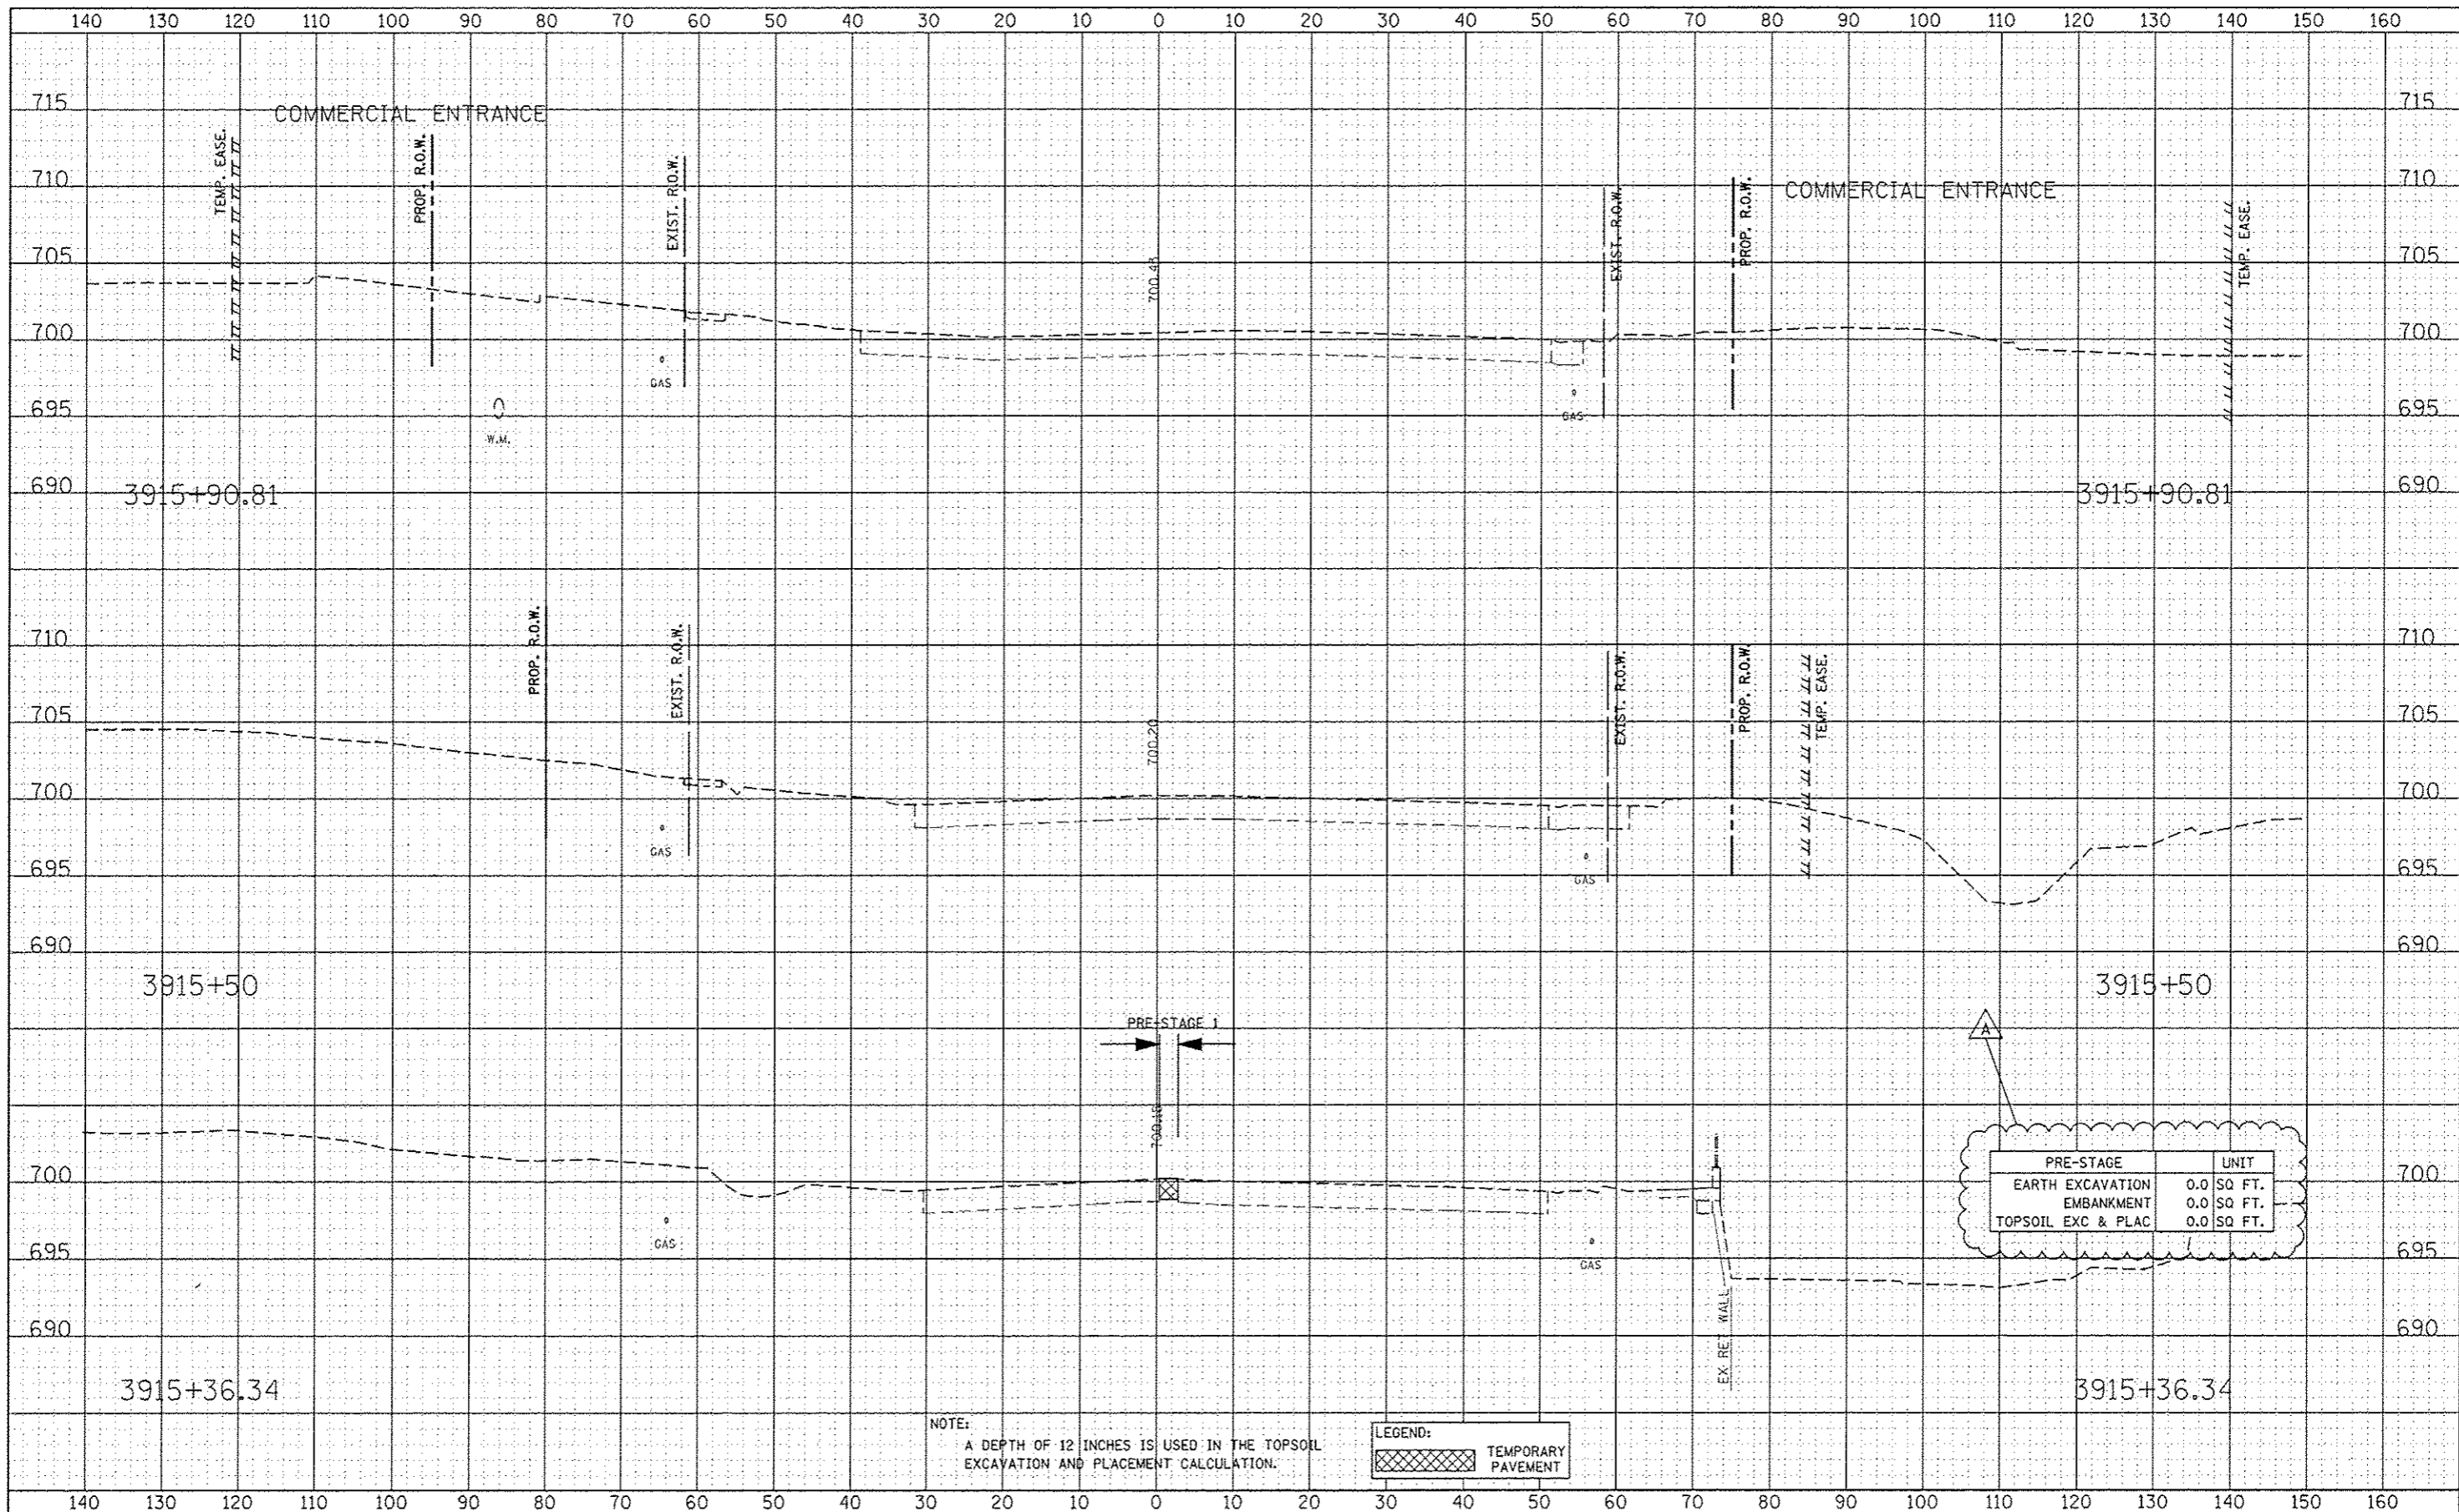 140 130 120 110 100 90 80 70 60 50 40 30 20 10 0 10 20 30 40 50 60 70 80 90 100 110 120 130 140 150 160
715 715
COMMERCIAL ENTRANCE
TEMP. EASE.
PROP. R.O.W.
EXIST. R.O.W.
EXIST. R.O.W.
PROP. R.O.W.
COMMERCIAL ENTRANCE
TEMP. EASE.
710 710
705 705
700.43
700 700
GAS
GAS
695 695
W.M.
690 690
3915+90.81 3915+90.81
PROP. R.O.W.
EXIST. R.O.W.
EXIST. R.O.W.
PROP. R.O.W.
TEMP. EASE.
710 710
705 705
700.20
700 700
GAS
GAS
695 695
690 690
3915+50 3915+50
PRE-STAGE 1
A
PRE-STAGE UNIT
EARTH EXCAVATION 0.0 SQ FT.
EMBANKMENT 0.0 SQ FT.
TOPSOIL EXC & PLAC 0.0 SQ FT.
700 700
GAS
GAS
695 695
EX RET WALL
690 690
3915+36.34 3915+36.34
NOTE:
A DEPTH OF 12 INCHES IS USED IN THE TOPSOIL
EXCAVATION AND PLACEMENT CALCULATION.
LEGEND:
TEMPORARY
PAVEMENT
140 130 120 110 100 90 80 70 60 50 40 30 20 10 0 10 20 30 40 50 60 70 80 90 100 110 120 130 140 150 160